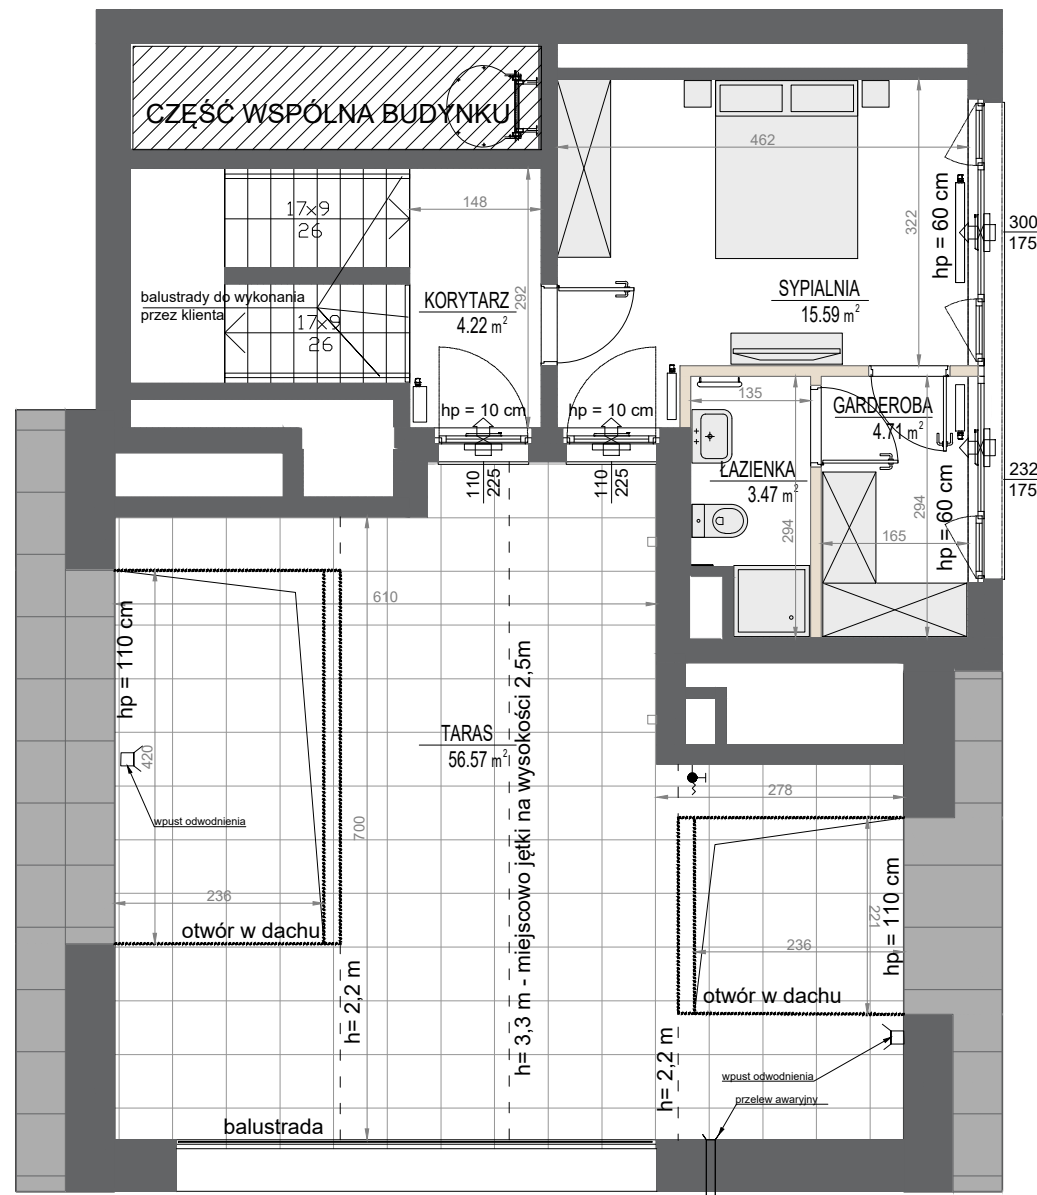 CZĘŚĆ WSPÓLNA BUDYNKU
462
148
17x9
26
322
hp = 60 cm
300
175
balustrady do wykonania
przez klienta
17x9
26
KORYTARZ
4.22 m²
292
SYPIALNIA
15.59 m²
hp = 10 cm
hp = 10 cm
135
GARDEROBA
4.71 m²
ŁAZIENKA
3.47 m²
110
225
110
225
232
175
hp = 60 cm
294
165
294
610
hp = 110 cm
420
wpust odwodnienia
700
TARAS
56.57 m²
h= 3,3 m - miejscowo jętki na wysokości 2,5m
278
236
otwór w dachu
221
hp = 110 cm
236
otwór w dachu
h= 2,2 m
h= 2,2 m
wpust odwodnienia
przelew awaryjny
balustrada